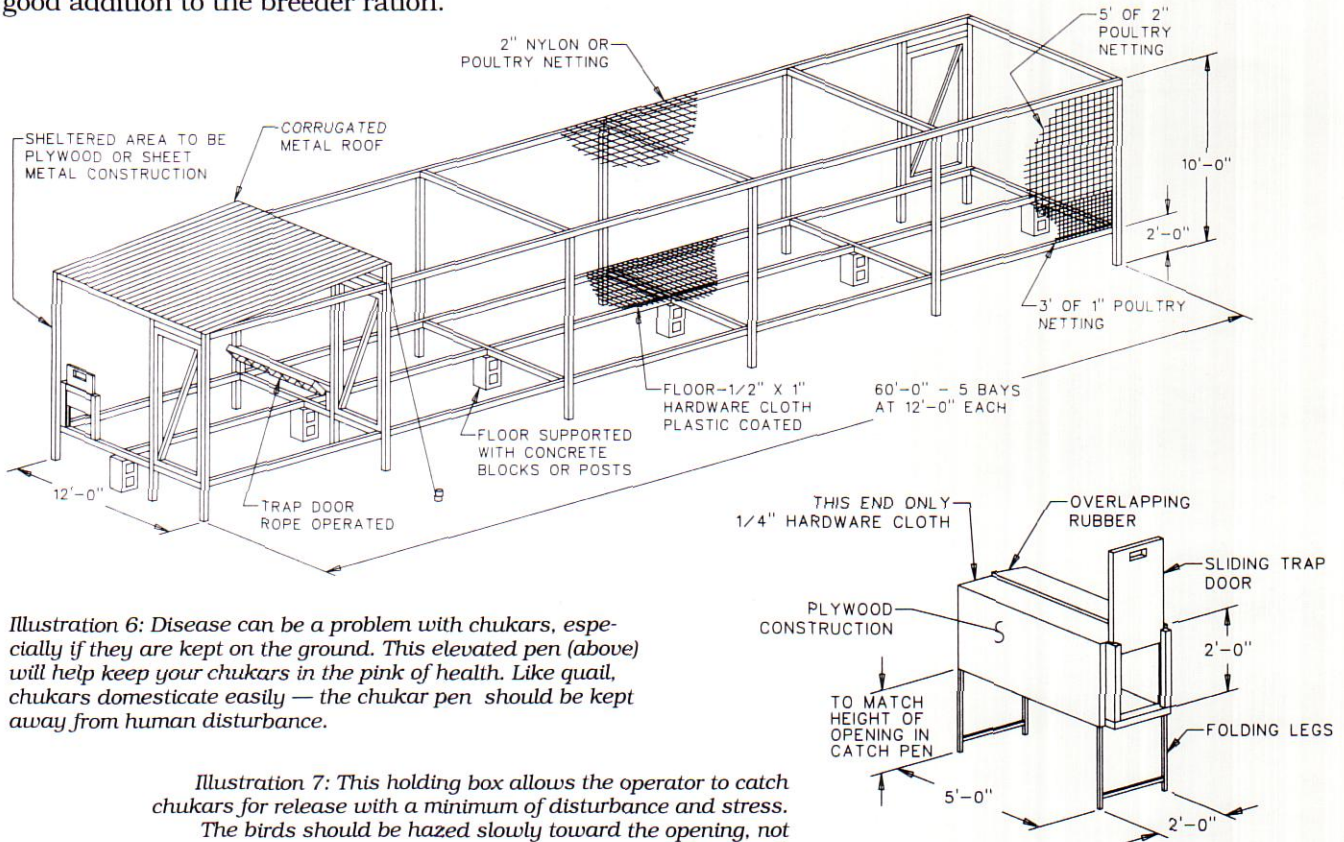 good addition to the breeder ration.
2" NYLON OR
POULTRY NETTING
5' OF 2"
POULTRY
NETTING
SHELTERED AREA TO BE
PLYWOOD OR SHEET
METAL CONSTRUCTION
CORRUGATED
METAL ROOF
10'-0"
2'-0"
3' OF 1" POULTRY
NETTING
FLOOR-1/2" X 1"
HARDWARE CLOTH
PLASTIC COATED
60'-0" - 5 BAYS
AT 12'-0" EACH
FLOOR SUPPORTED
WITH CONCRETE
BLOCKS OR POSTS
12'-0"
TRAP DOOR
ROPE OPERATED
THIS END ONLY
1/4" HARDWARE CLOTH
OVERLAPPING
RUBBER
SLIDING TRAP
DOOR
PLYWOOD
CONSTRUCTION
2'-0"
TO MATCH
HEIGHT OF
OPENING IN
CATCH PEN
FOLDING LEGS
5'-0"
2'-0"
Illustration 6: Disease can be a problem with chukars, espe-
cially if they are kept on the ground. This elevated pen (above)
will help keep your chukars in the pink of health. Like quail,
chukars domesticate easily — the chukar pen should be kept
away from human disturbance.
Illustration 7: This holding box allows the operator to catch
chukars for release with a minimum of disturbance and stress.
The birds should be hazed slowly toward the opening, not